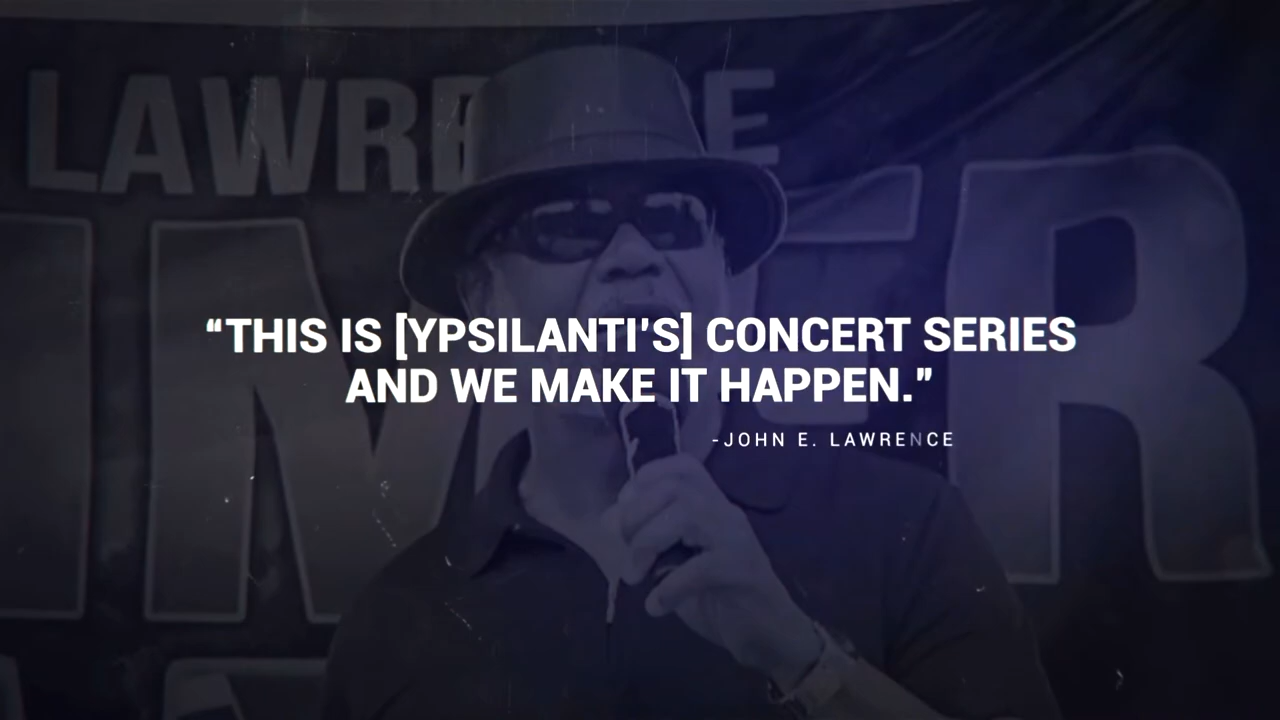 LAWRE E
“THIS IS [YPSILANTI’S] CONCERT SERIES
AND WE MAKE IT HAPPEN.”
-JOHN E. LAWRENCE